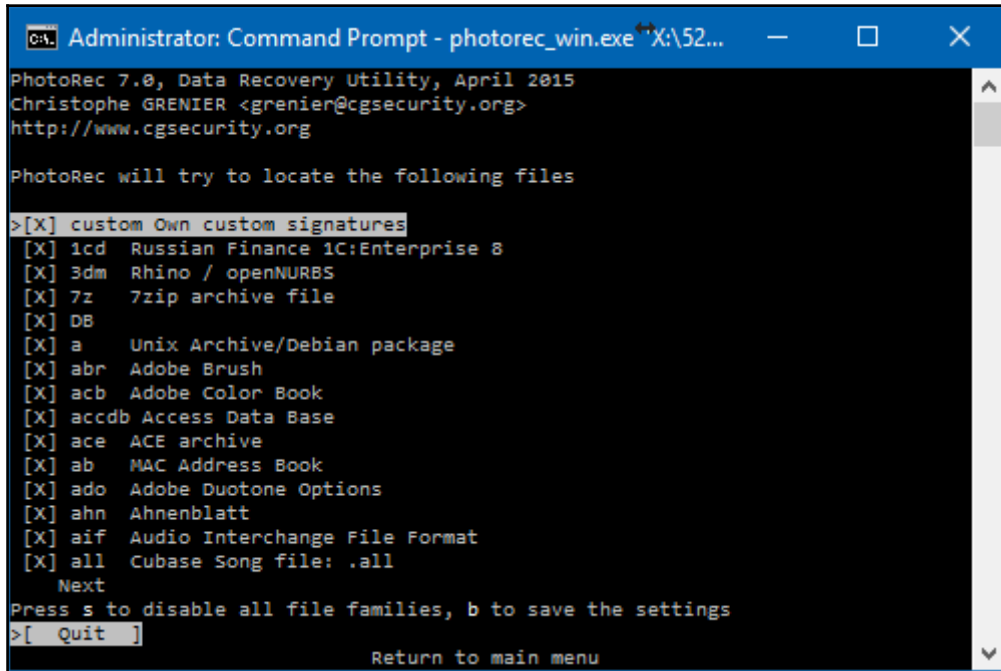 Administrator: Command Prompt - photorec_win.exe X:\52...
PhotoRec 7.0, Data Recovery Utility, April 2015
Christophe GRENIER <grenier@cgsecurity.org>
http://www.cgsecurity.org
PhotoRec will try to locate the following files
>[X] custom Own custom signatures
[X] 1cd Russian Finance 1C:Enterprise 8
[X] 3dm Rhino / openNURBS
[X] 7z 7zip archive file
[X] DB
[X] a Unix Archive/Debian package
[X] abr Adobe Brush
[X] acb Adobe Color Book
[X] accdb Access Data Base
[X] ace ACE archive
[X] ab MAC Address Book
[X] ado Adobe Duotone Options
[X] ahn Ahnenblatt
[X] aif Audio Interchange File Format
[X] all Cubase Song file: .all
Next
Press s to disable all file families, b to save the settings
>[ Quit ]
Return to main menu